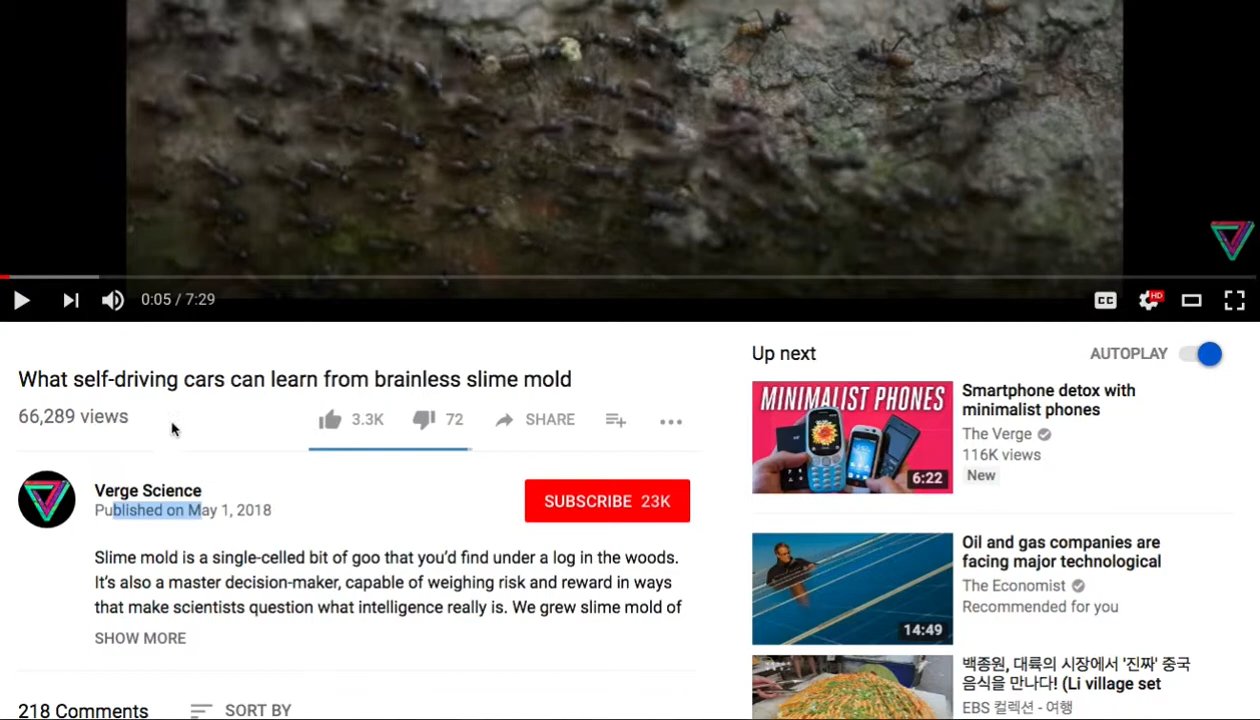 0:05 / 7:29
CC
HD
What self-driving cars can learn from brainless slime mold
66,289 views
3.3K
72
SHARE
Verge Science
Published on May 1, 2018
SUBSCRIBE 23K
Slime mold is a single-celled bit of goo that you’d find under a log in the woods.
It’s also a master decision-maker, capable of weighing risk and reward in ways
that make scientists question what intelligence really is. We grew slime mold of
SHOW MORE
218 Comments
SORT BY
Up next
AUTOPLAY
MINIMALIST PHONES
6:22
Smartphone detox with
minimalist phones
The Verge
116K views
New
14:49
Oil and gas companies are
facing major technological
The Economist
Recommended for you
백종원, 대륙의 시장에서 '진짜' 중국
음식을 만나다! (Li village set
EBS 컬렉션 - 여행